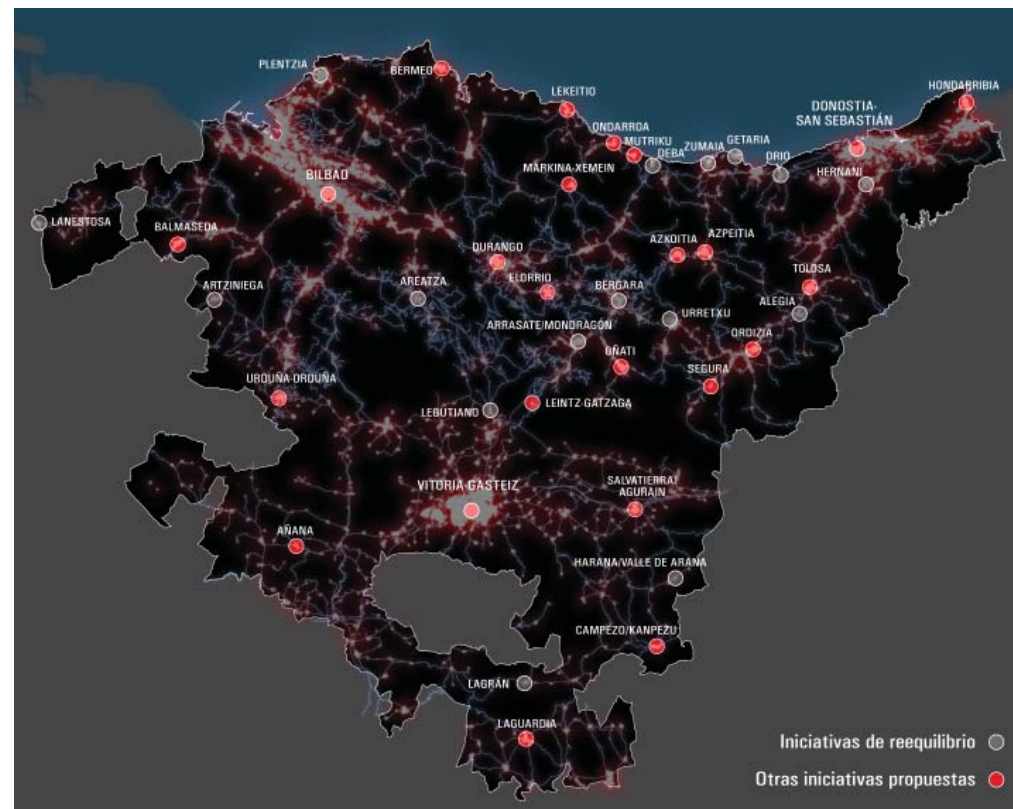 PLENTZIA
BERMEO
LEKEITIO
HONDARRIBIA
DONOSTIA-
SAN SEBASTIÁN
ONDARROA
MUTRIKU
DEBA
ZUMAIA
GETARIA
ORIO
HERNANI
MARKINA-XEMEIN
BILBAO
LANESTOSA
BALMASEDA
DURANGO
AZKOITIA
AZPEITIA
ELORRIO
TOLOSA
ARTZINIEGA
AREATZA
BERGARA
ALEGIA
URRETXU
ARRASATE/MONDRAGÓN
ORDIZIA
OÑATI
SEGURA
URDUÑA-ORDUÑA
LEGUTIANO
LEINTZ-GATZAGA
VITORIA-GASTEIZ
SALVATIERRA/
AGURAIN
AÑANA
HARANA/VALLE DE ARANA
CAMPEZO/KANPEZU
LAGRÁN
LAGUARDIA
Iniciativas de reequilibrio
Otras iniciativas propuestas